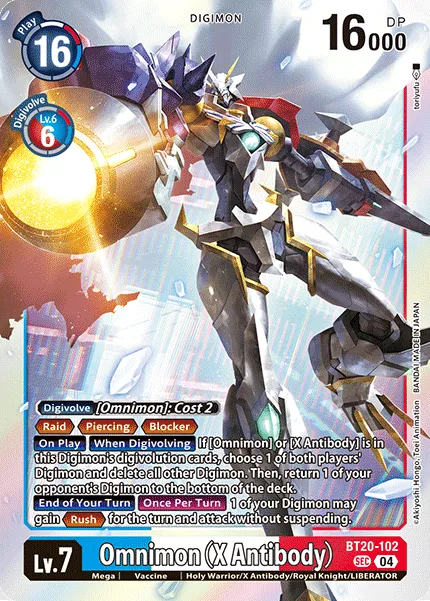 DIGIMON
Play
16
DP
16000
Digivolve
Lv.6
6
toriyufu
Digivolve [Omnimon]: Cost 2
Raid Piercing Blocker
On Play When Digivolving If [Omnimon] or [X Antibody] is in
this Digimon's digivolution cards, choose 1 of both players'
Digimon and delete all other Digimon. Then, return 1 of your
opponent's Digimon to the bottom of the deck.
End of Your Turn Once Per Turn 1 of your Digimon may
gain Rush for the turn and attack without suspending.
©Akiyoshi Hongo, Toei Animation BANDAI MADE IN JAPAN
Lv.7
Omnimon (X Antibody)
BT20-102
SEC 04
Mega Vaccine Holy Warrior/X Antibody/Royal Knight/LIBERATOR